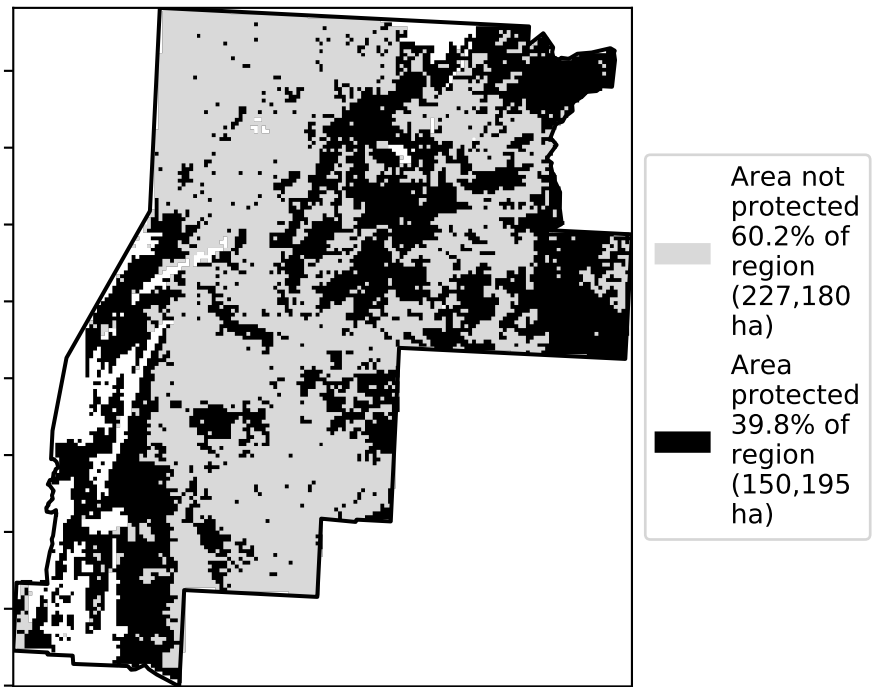 Area not
protected
60.2% of
region
(227,180
ha)
Area
protected
39.8% of
region
(150,195
ha)